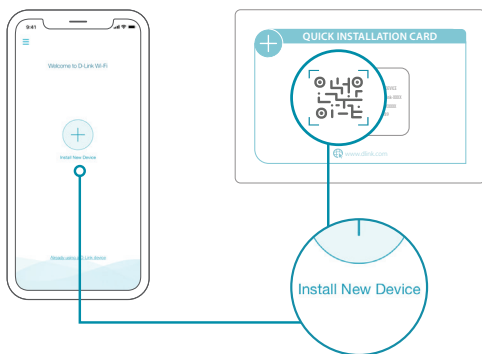 9:41
Welcome to D-Link Wi-Fi
Install New Device
QUICK INSTALLATION CARD
www.dlink.com
Install New Device